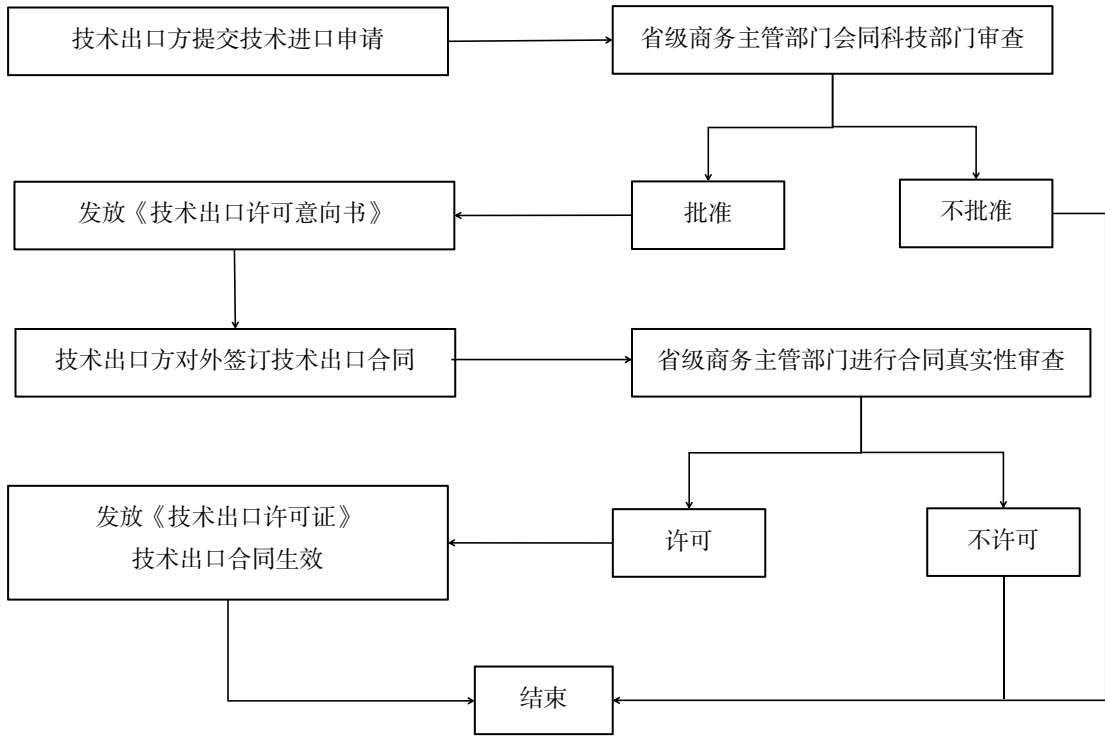 技术出口方提交技术进口申请
省级商务主管部门会同科技部门审查
批准
不批准
发放《技术出口许可意向书》
技术出口方对外签订技术出口合同
省级商务主管部门进行合同真实性审查
许可
不许可
发放《技术出口许可证》
技术出口合同生效
结束